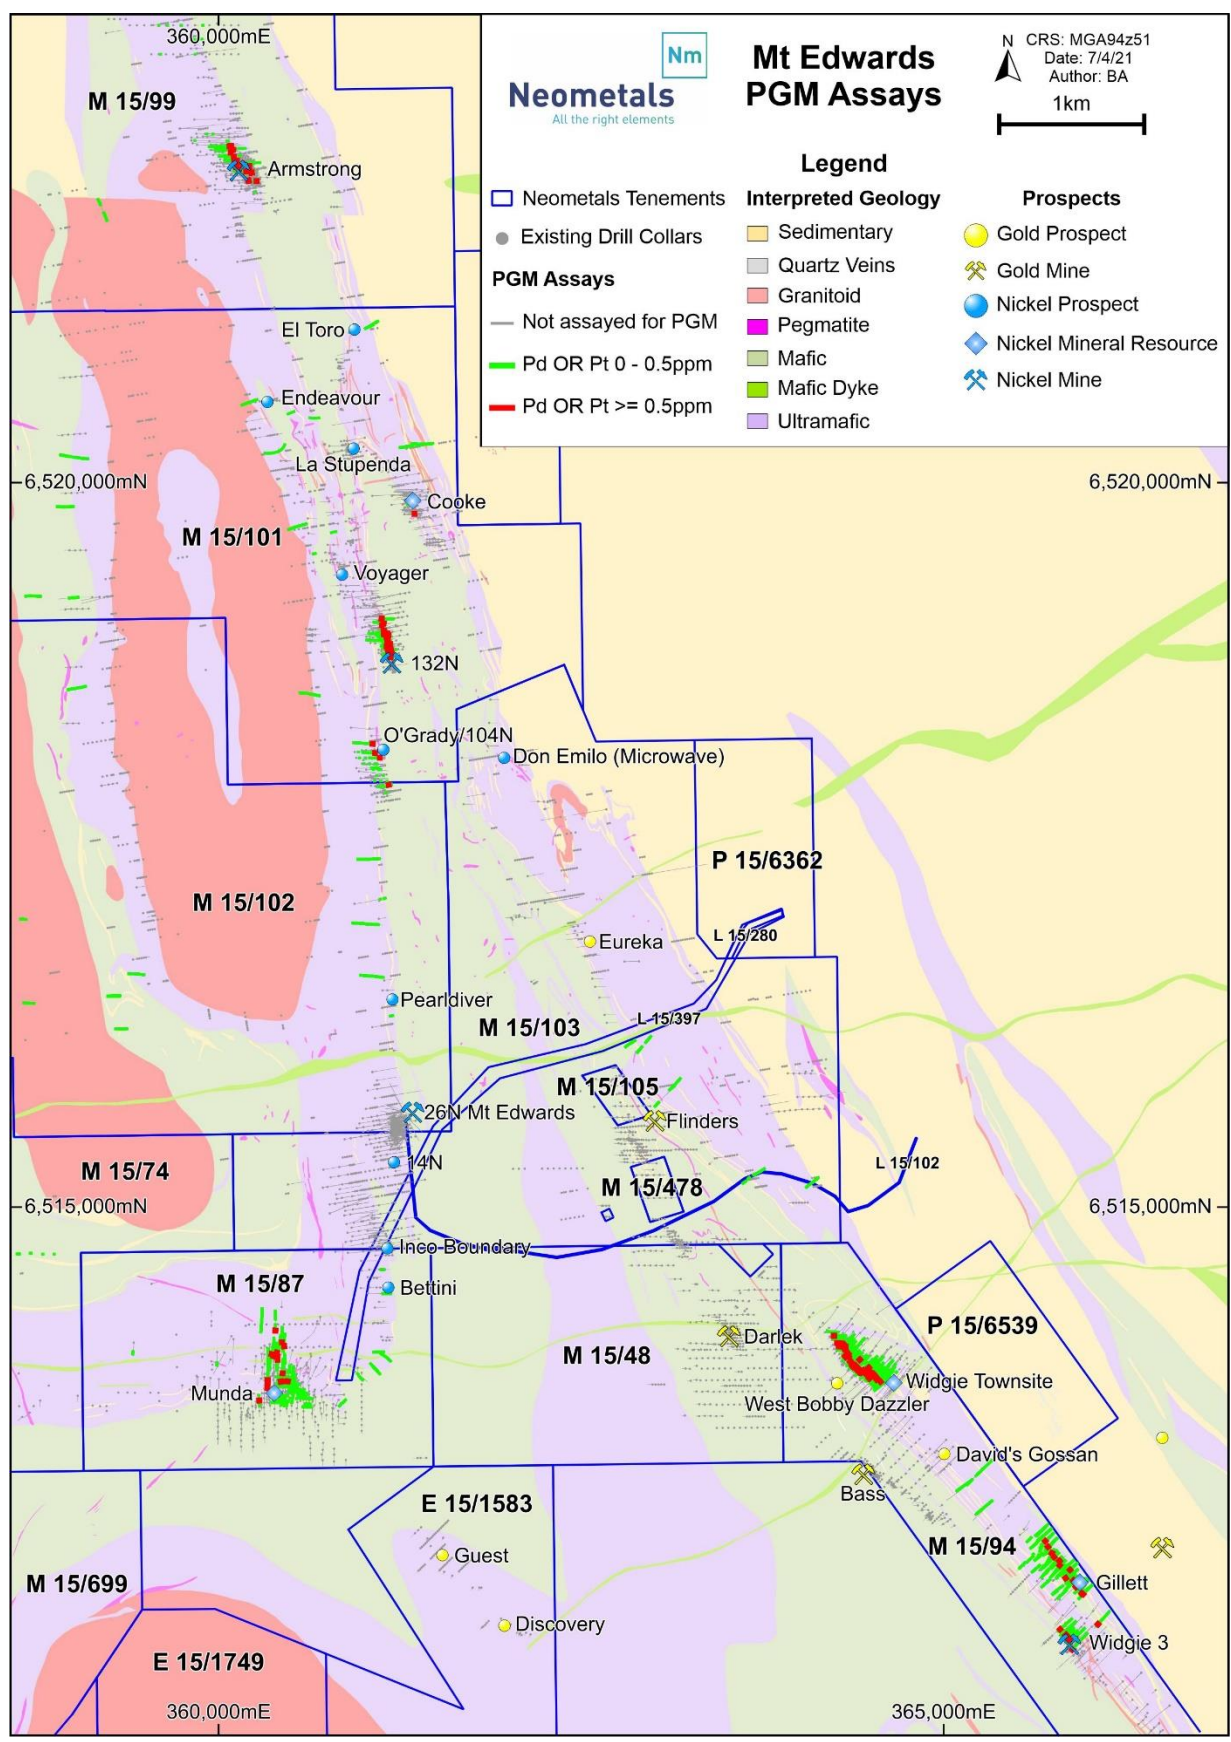 360,000mE
M 15/99
Armstrong
Nm
Neometals
All the right elements
Mt Edwards
PGM Assays
N
CRS: MGA94z51
Date: 7/4/21
Author: BA
1km
Legend
Neometals Tenements
Existing Drill Collars
PGM Assays
Not assayed for PGM
Pd OR Pt 0 - 0.5ppm
Pd OR Pt >= 0.5ppm
Interpreted Geology
Sedimentary
Quartz Veins
Granitoid
Pegmatite
Mafic
Mafic Dyke
Ultramafic
Prospects
Gold Prospect
Gold Mine
Nickel Prospect
Nickel Mineral Resource
Nickel Mine
El Toro
Endeavour
La Stupenda
6,520,000mN
6,520,000mN
Cooke
M 15/101
Voyager
132N
O'Grady/104N
Don Emilo (Microwave)
P 15/6362
M 15/102
L 15/280
Eureka
Pearldiver
M 15/103
L 15/397
M 15/105
26N Mt Edwards
Flinders
M 15/74
14N
L 15/102
M 15/478
6,515,000mN
6,515,000mN
Inco Boundary
M 15/87
Bettini
P 15/6539
Darlek
M 15/48
Munda
Widgie Townsite
West Bobby Dazzler
David's Gossan
Bass
E 15/1583
M 15/94
Guest
M 15/699
Gillett
Discovery
Widgie 3
E 15/1749
360,000mE
365,000mE